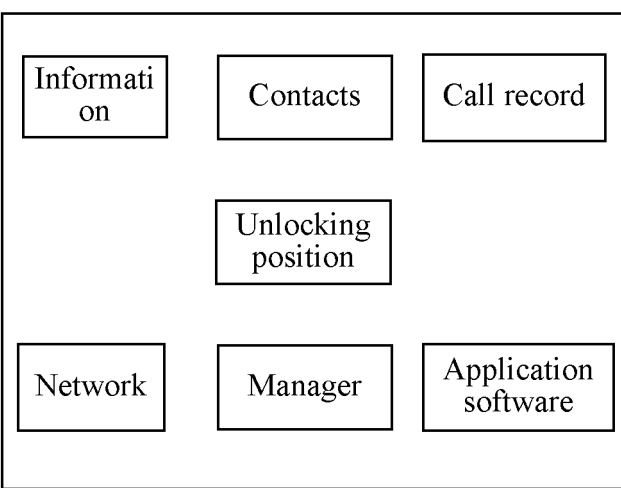 Informati
on
Contacts
Call record
Unlocking
position
Network
Manager
Application
software